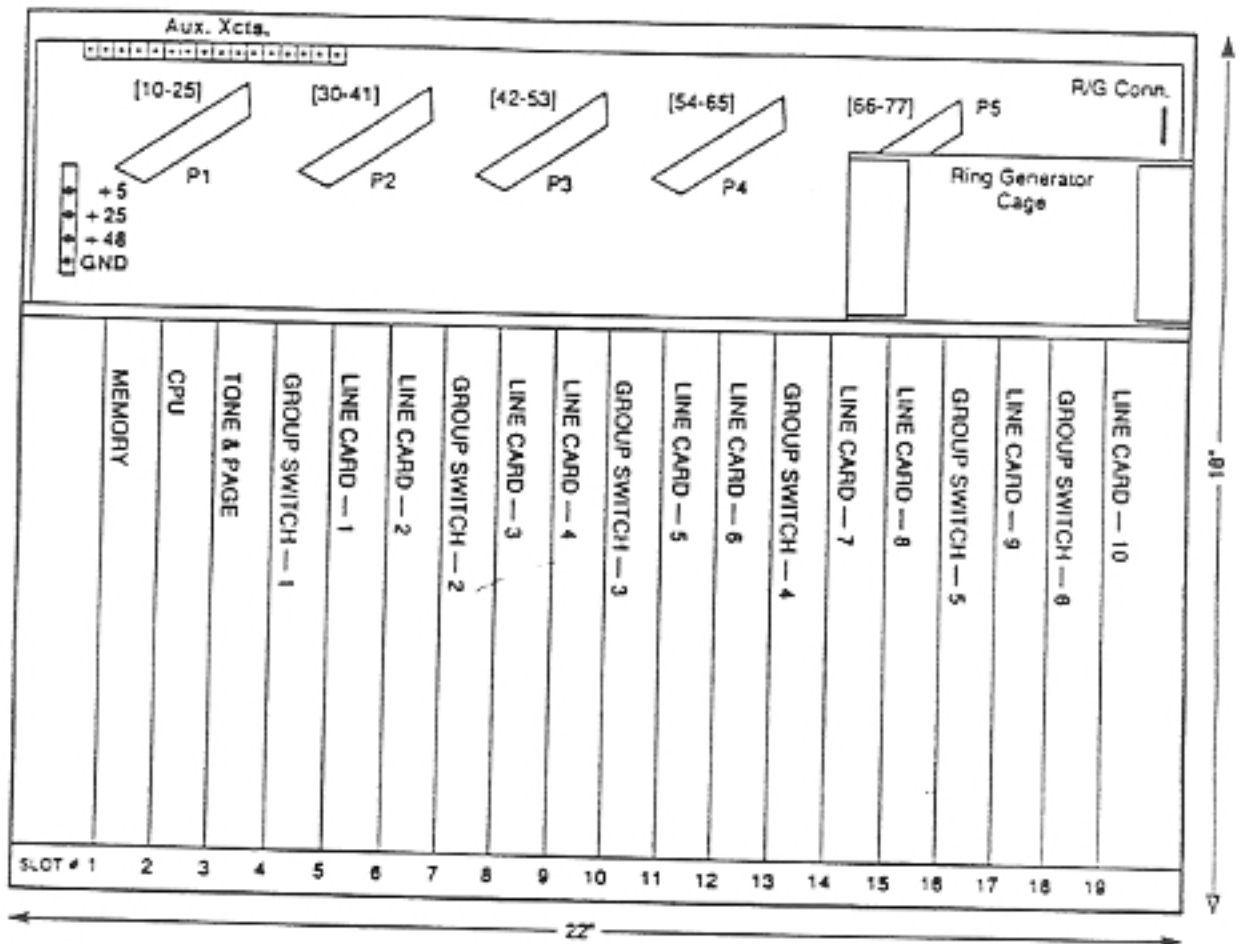 Aux. Xcts.
[10-25]
[30-41]
[42-53]
[54-65]
[66-77]
P5
R/G Conn.
P1
P2
P3
P4
Ring Generator
Cage
+5
+25
+48
GND
MEMORY
CPU
TONE & PAGE
GROUP SWITCH — 1
LINE CARD — 1
LINE CARD — 2
GROUP SWITCH — 2
LINE CARD — 3
LINE CARD — 4
GROUP SWITCH — 3
LINE CARD — 5
LINE CARD — 6
GROUP SWITCH — 4
LINE CARD — 7
LINE CARD — 8
GROUP SWITCH — 5
LINE CARD — 9
GROUP SWITCH — 6
LINE CARD — 10
SLOT # 1 2 3 4 5 6 7 8 9 10 11 12 13 14 15 16 17 18 19
22"